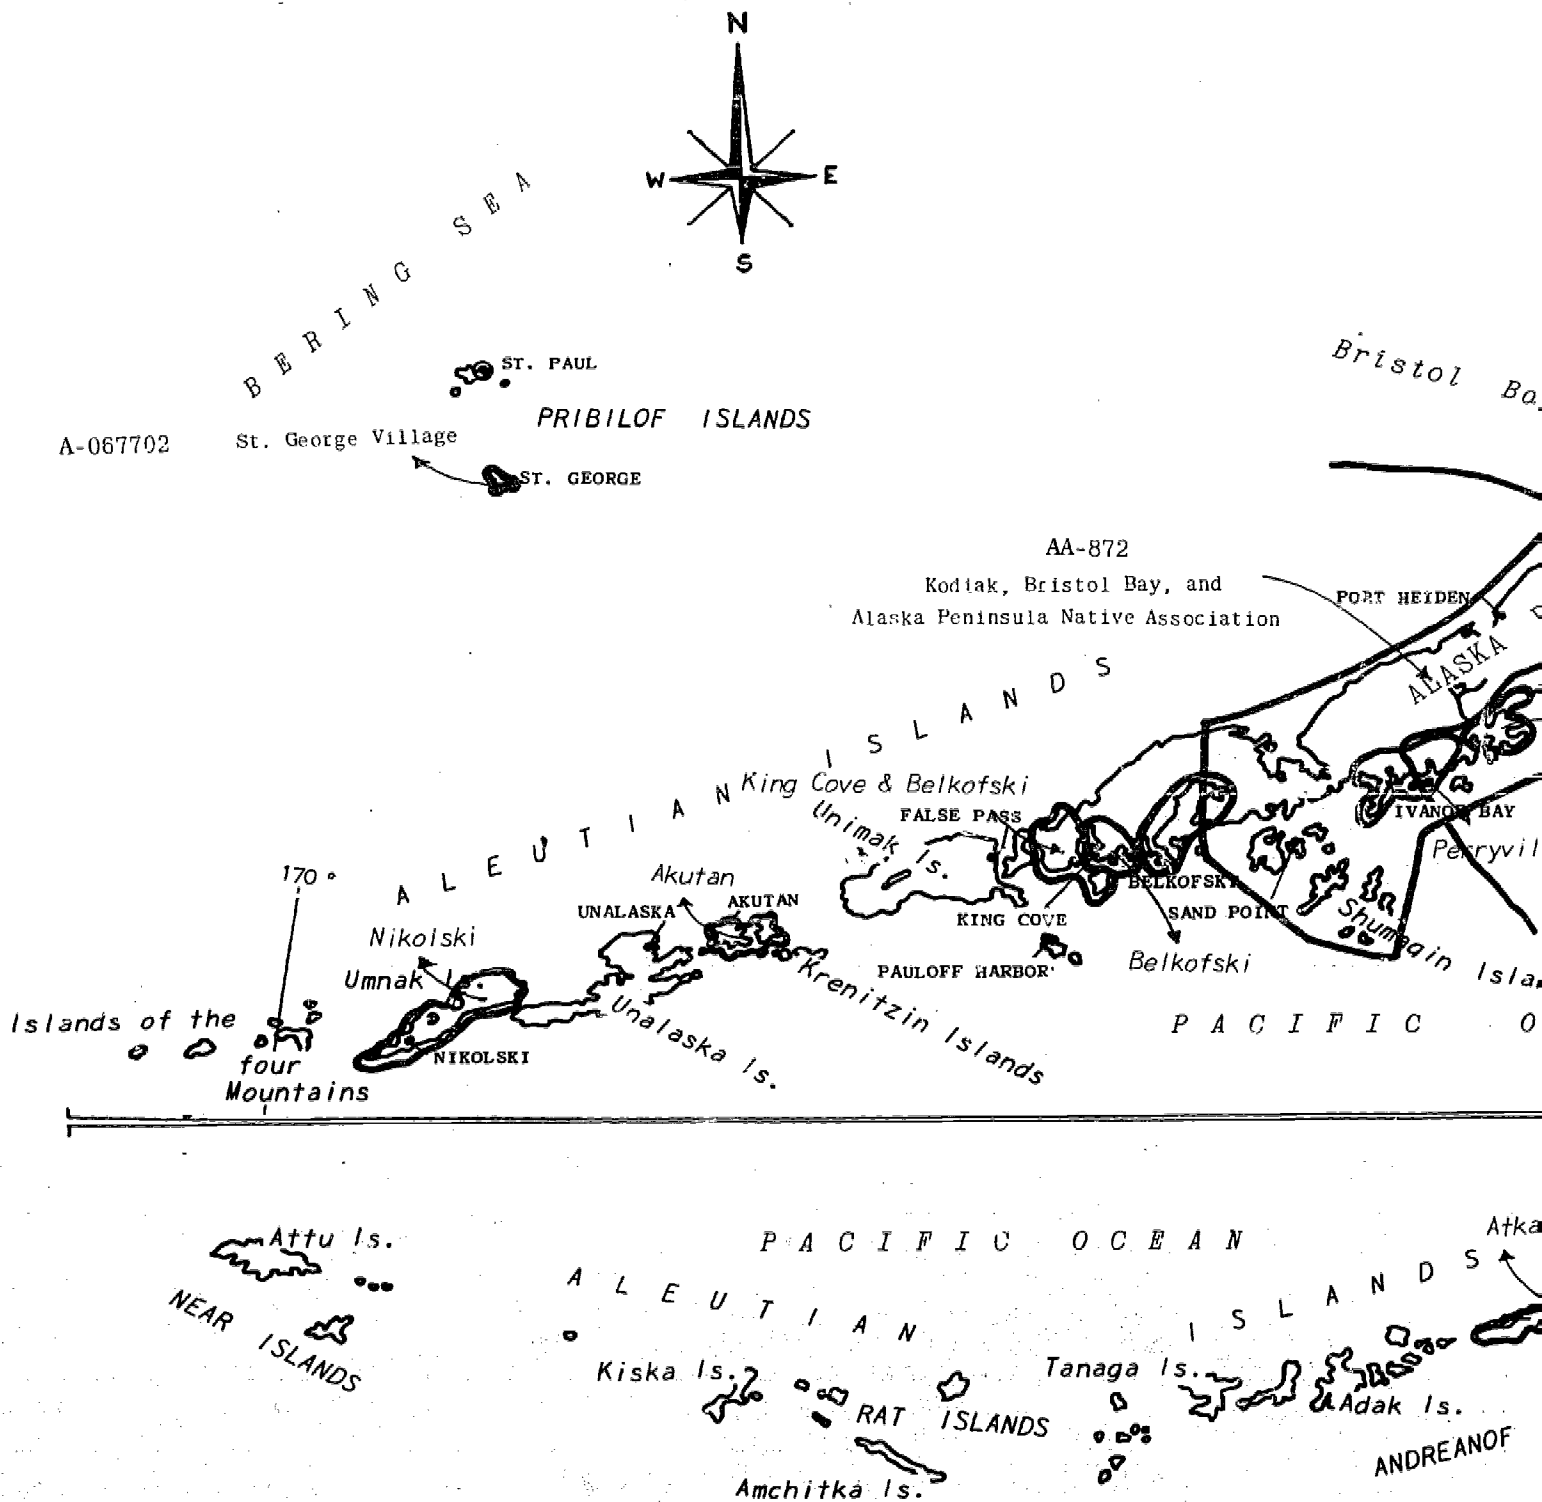 N
W E
S
BERING SEA
ST. PAUL
PRIBILOF ISLANDS
A-067702 St. George Village
ST. GEORGE
Bristol
AA-872
Kodiak, Bristol Bay, and
Alaska Peninsula Native Association
PORT HEIDEN
ALASKA
ALEUTIAN ISLANDS
King Cove & Belkofski
FALSE PASS
Unimak Is.
IVANOF BAY
Perryvil
170°
Akutan
AKUTAN
UNALASKA
BELKOFSKY
KING COVE
SAND POINT
Shumagin Isla
Nikolski
Umnak I
PAULOFF HARBOR
Belkofski
Krenitzin Islands
Unalaska Is.
PACIFIC O
Islands of the
four
Mountains
NIKOLSKI
Attu Is.
PACIFIC OCEAN
Atka
ALEUTIAN ISLANDS
NEAR ISLANDS
Kiska Is.
Tanaga Is.
RAT ISLANDS
Adak Is.
ANDREANOF
Amchitka Is.